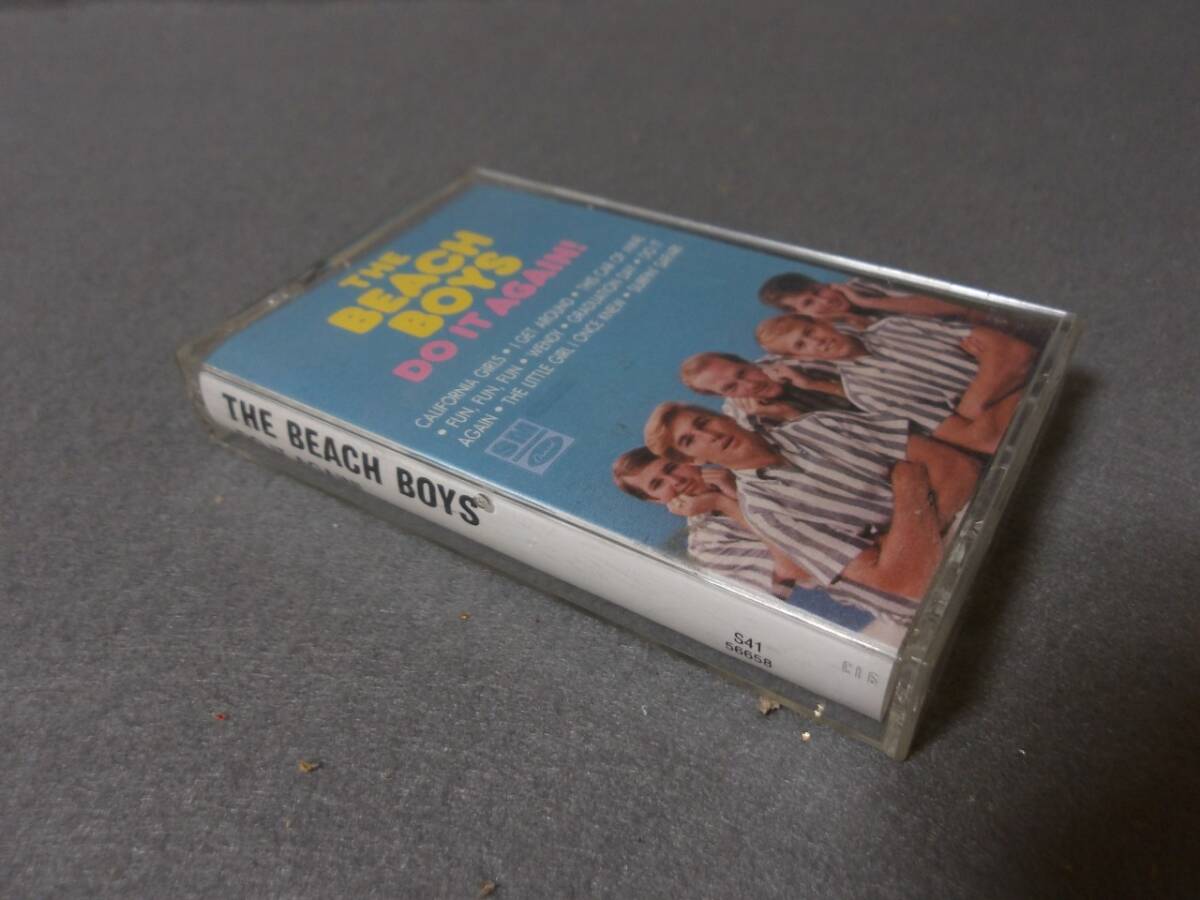 THE
BEACH
BOYS
DO IT AGAIN!
CALIFORNIA GIRLS • I GET AROUND • THE GIRL OF MINE
• FUN, FUN, FUN • WENDY • GRADUATION DAY • DO IT
AGAIN • THE LITTLE GIRL I ONCE KNEW • SURFIN' SAFARI
THE BEACH BOYS
S41
56658